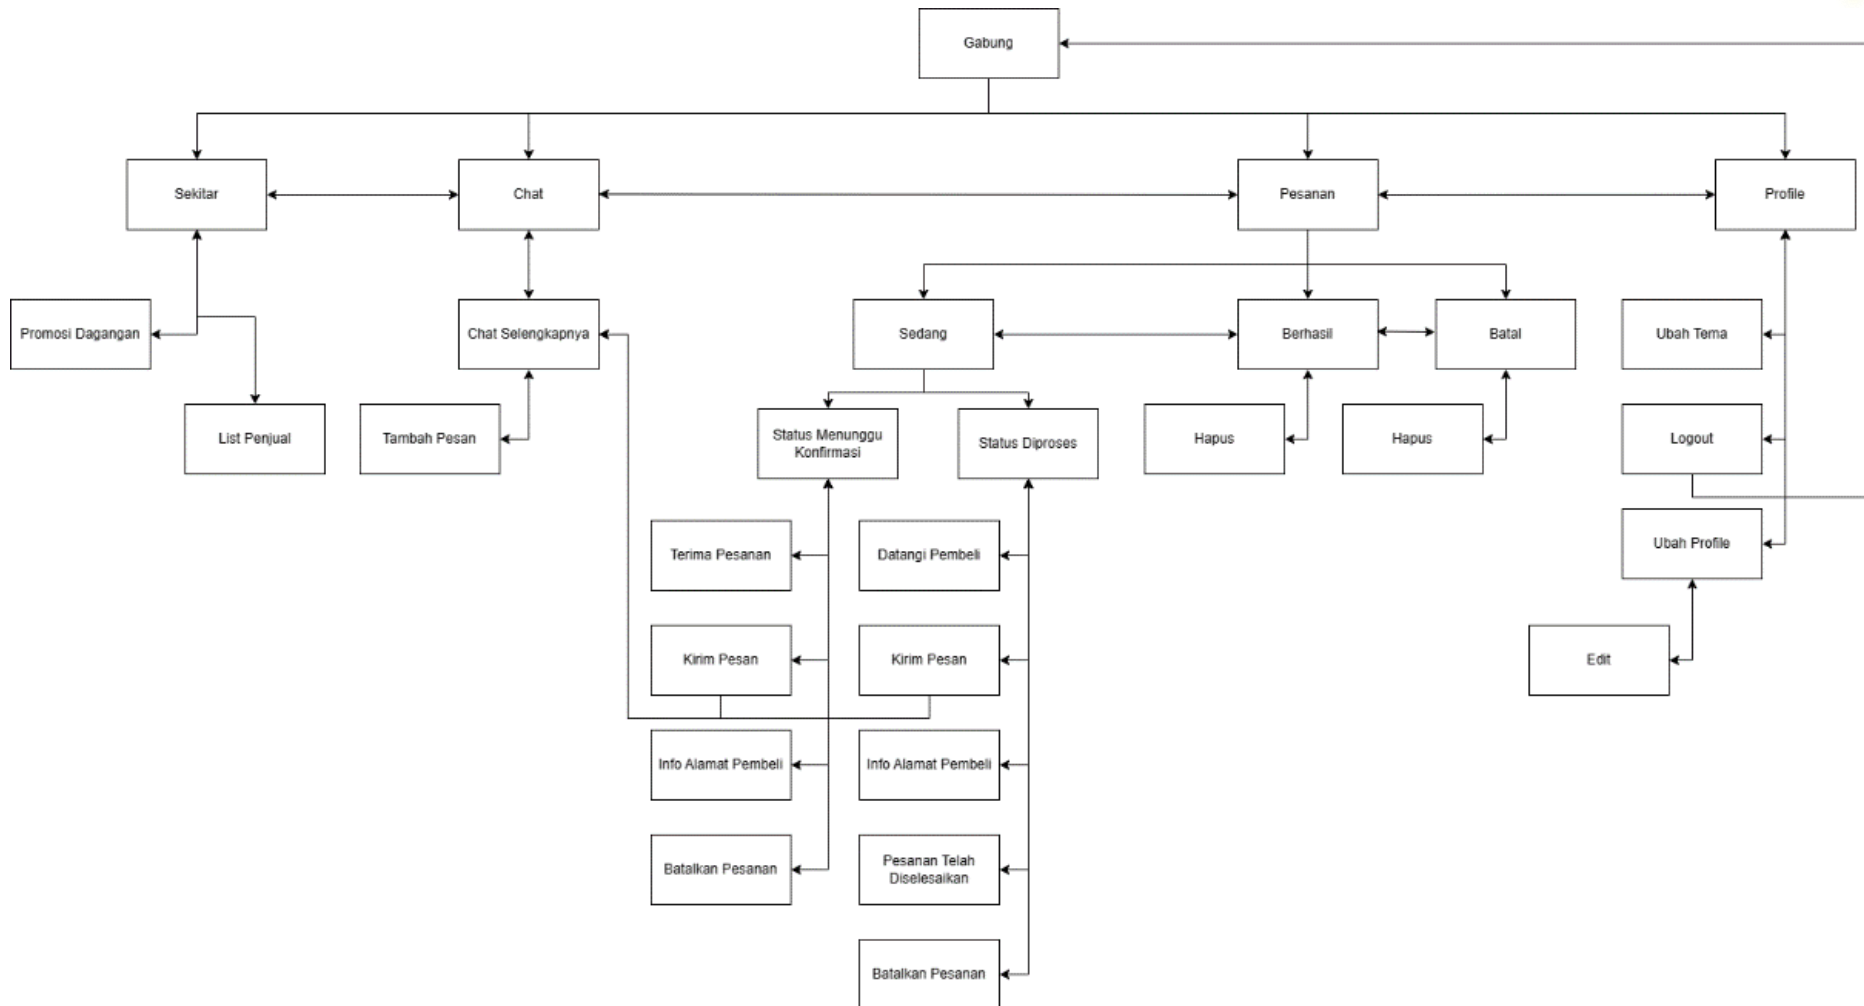 Gabung
Sekitar
Chat
Pesanan
Profile
Promosi Dagangan
Chat Selengkapnya
Sedang
Berhasil
Batal
Ubah Tema
List Penjual
Tambah Pesan
Status Menunggu
Konfirmasi
Status Diproses
Hapus
Hapus
Logout
Terima Pesanan
Datangi Pembeli
Ubah Profile
Kirim Pesan
Kirim Pesan
Edit
Info Alamat Pembeli
Info Alamat Pembeli
Batalkan Pesanan
Pesanan Telah
Diselesaikan
Batalkan Pesanan